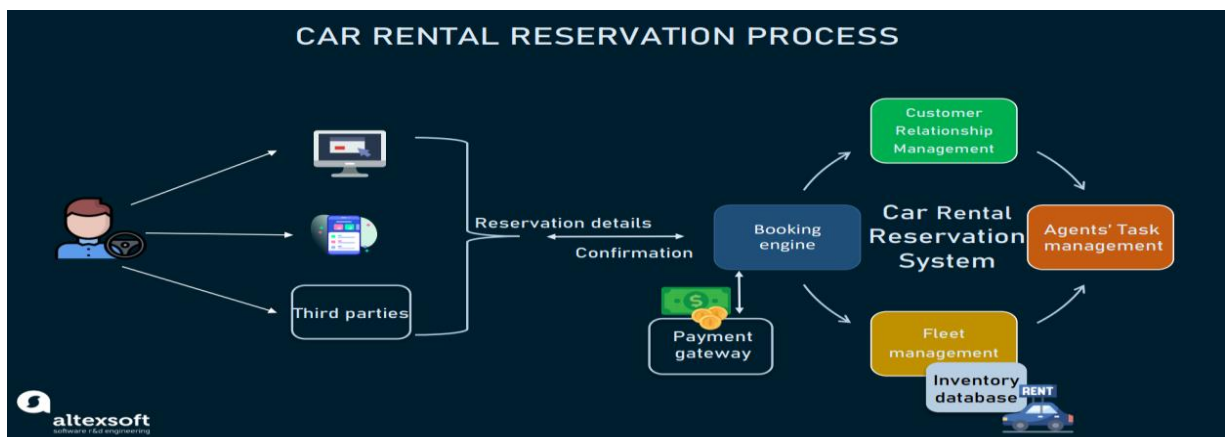 CAR RENTAL RESERVATION PROCESS
Third parties
Reservation details
Confirmation
Booking
engine
Payment
gateway
Customer
Relationship
Management
Car Rental
Reservation
System
Agents' Task
management
Fleet
management
Inventory
database
RENT
altexsoft
software r&d engineering